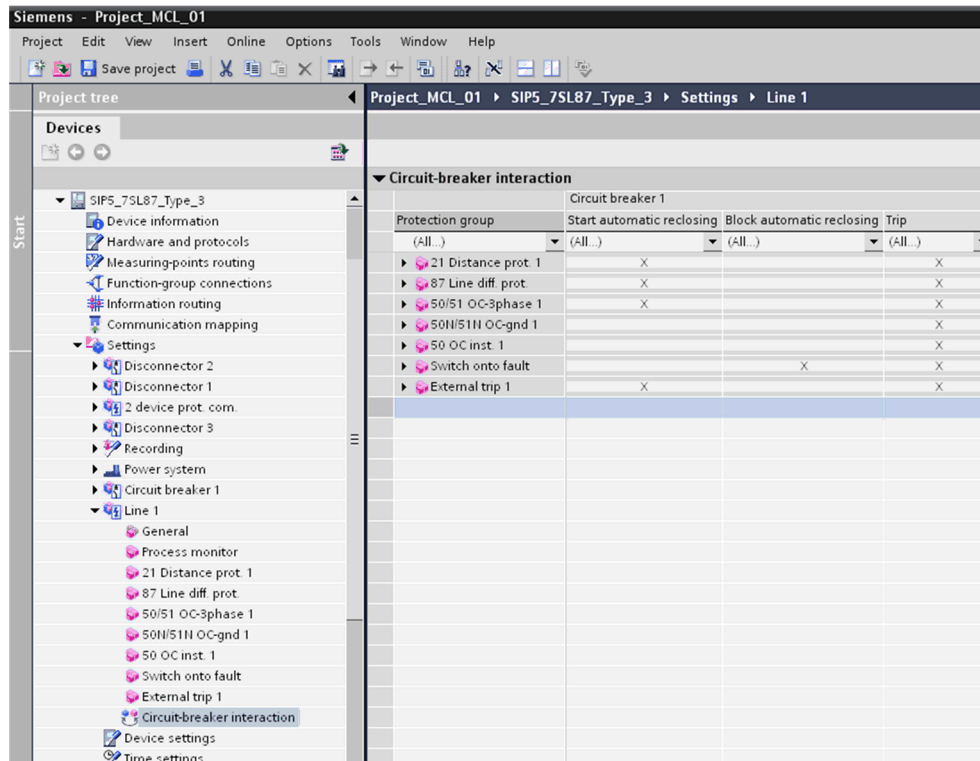 Siemens - Project_MCL_01
Project Edit View Insert Online Options Tools Window Help
Save project
Project tree
Project_MCL_01 ▸ SIP5_7SL87_Type_3 ▸ Settings ▸ Line 1
Devices
Start
SIP5_7SL87_Type_3
Device information
Hardware and protocols
Measuring-points routing
Function-group connections
Information routing
Communication mapping
Settings
Disconnector 2
Disconnector 1
2 device prot. com.
Disconnector 3
Recording
Power system
Circuit breaker 1
Line 1
General
Process monitor
21 Distance prot. 1
87 Line diff. prot.
50/51 OC-3phase 1
50N/51N OC-gnd 1
50 OC inst. 1
Switch onto fault
External trip 1
Circuit-breaker interaction
Device settings
Time settings
Circuit-breaker interaction
Circuit breaker 1
Protection group Start automatic reclosing Block automatic reclosing Trip
(All...) (All...) (All...) (All...)
21 Distance prot. 1 X X
87 Line diff. prot. X X
50/51 OC-3phase 1 X X
50N/51N OC-gnd 1 X
50 OC inst. 1 X
Switch onto fault X X
External trip 1 X X